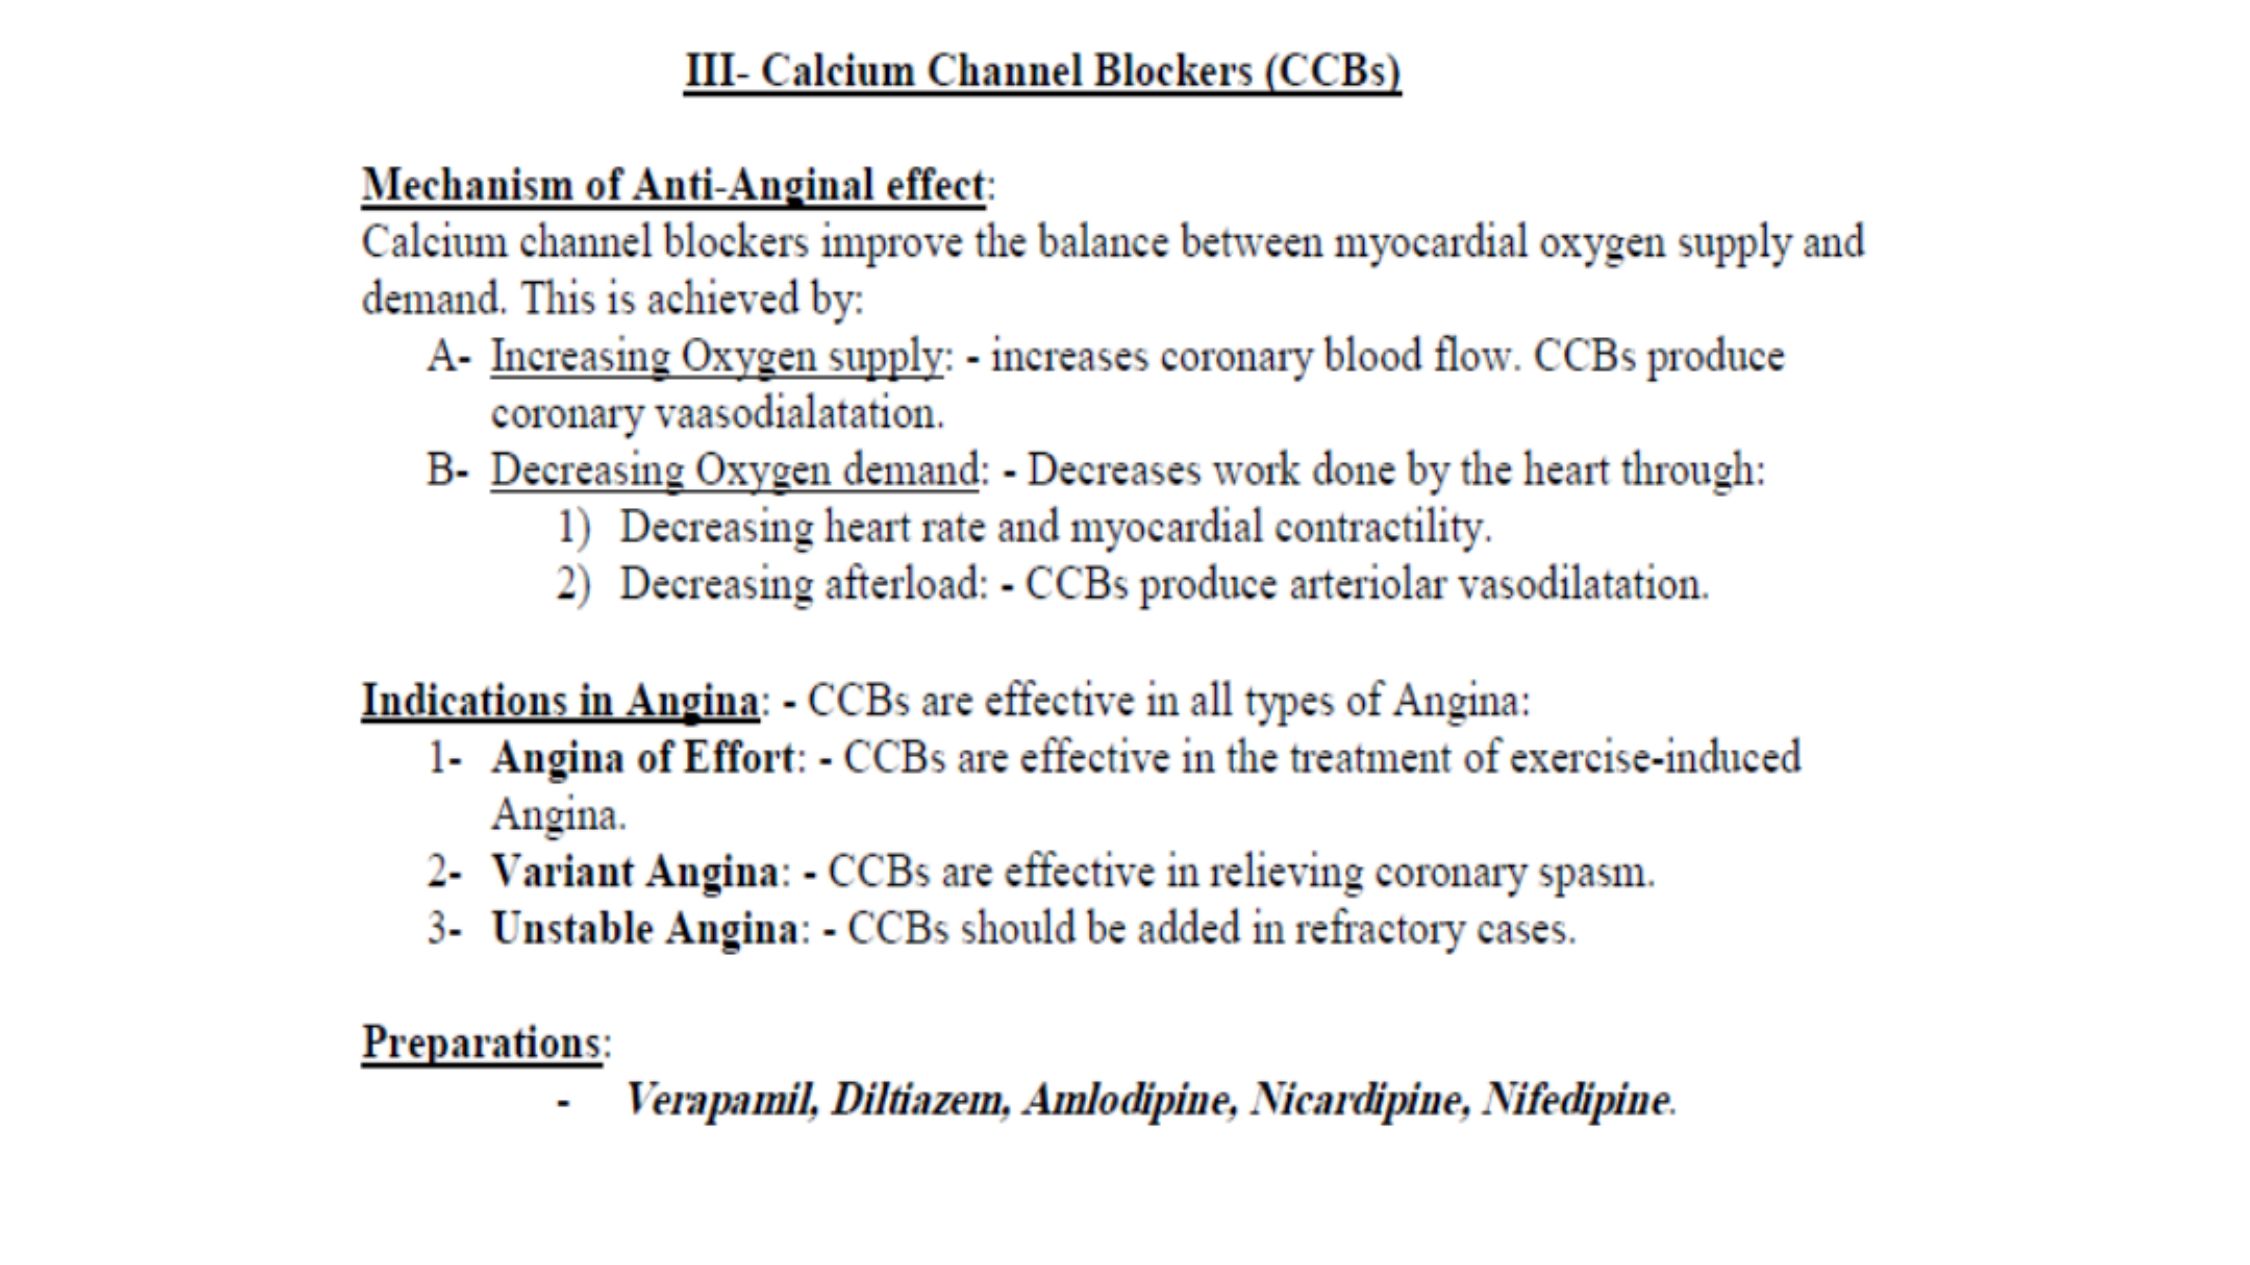 III- Calcium Channel Blockers (CCBs)
Mechanism of Anti-Anginal effect:
Calcium channel blockers improve the balance between myocardial oxygen supply and
demand. This is achieved by:
A- Increasing Oxygen supply: - increases coronary blood flow. CCBs produce
coronary vaasodialatation.
B- Decreasing Oxygen demand: - Decreases work done by the heart through:
1) Decreasing heart rate and myocardial contractility.
2) Decreasing afterload: - CCBs produce arteriolar vasodilatation.
Indications in Angina: - CCBs are effective in all types of Angina:
1- Angina of Effort: - CCBs are effective in the treatment of exercise-induced
Angina.
2- Variant Angina: - CCBs are effective in relieving coronary spasm.
3- Unstable Angina: - CCBs should be added in refractory cases.
Preparations:
- Verapamil, Diltiazem, Amlodipine, Nicardipine, Nifedipine.